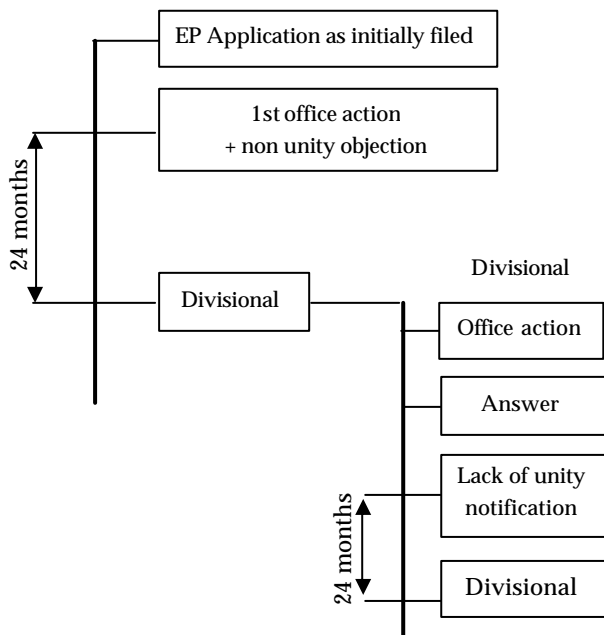 EP Application as initially filed
1st office action
+ non unity objection
24 months
Divisional
Divisional
Office action
Answer
Lack of unity
notification
24 months
Divisional